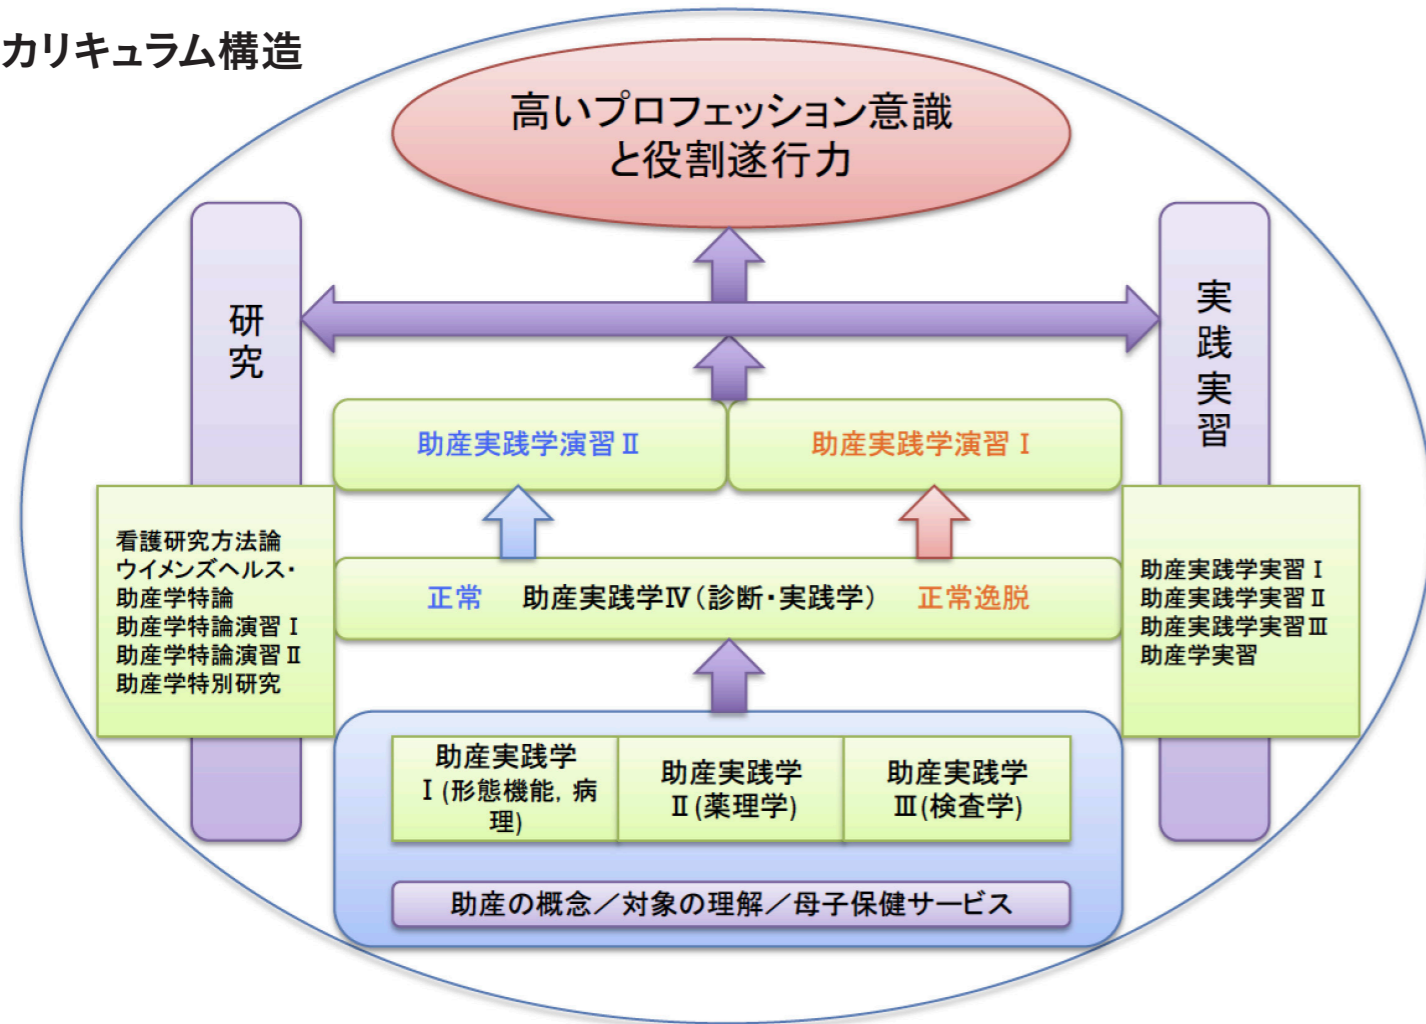 カリキュラム構造
高いプロフェッション意識
と役割遂行力
研
究
実
践
実
習
助産実践学演習Ⅱ
助産実践学演習Ⅰ
看護研究方法論
ウイメンズヘルス・
助産学特論
助産学特論演習Ⅰ
助産学特論演習Ⅱ
助産学特別研究
正常 助産実践学Ⅳ(診断・実践学) 正常逸脱
助産実践学実習Ⅰ
助産実践学実習Ⅱ
助産実践学実習Ⅲ
助産学実習
助産実践学
Ⅰ(形態機能, 病
理)
助産実践学
Ⅱ(薬理学)
助産実践学
Ⅲ(検査学)
助産の概念／対象の理解／母子保健サービス